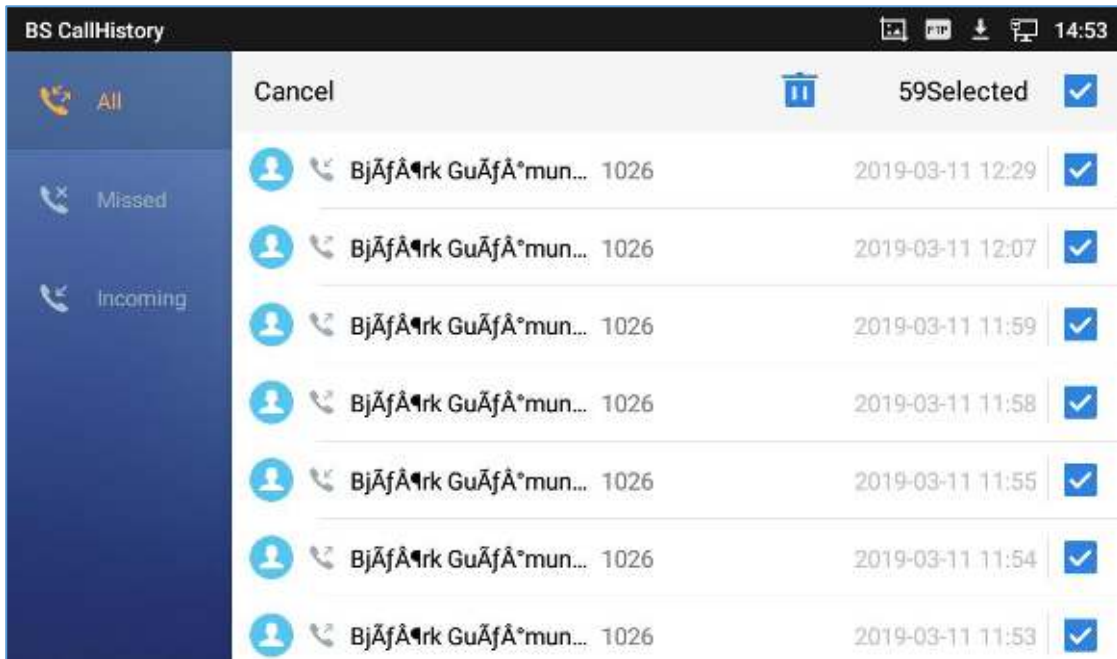 BS CallHistory FTP 14:53
All
Missed
Incoming
Cancel 59Selected
BjÃƒÂ¶rk GuÃƒÂ°mun... 1026 2019-03-11 12:29
BjÃƒÂ¶rk GuÃƒÂ°mun... 1026 2019-03-11 12:07
BjÃƒÂ¶rk GuÃƒÂ°mun... 1026 2019-03-11 11:59
BjÃƒÂ¶rk GuÃƒÂ°mun... 1026 2019-03-11 11:58
BjÃƒÂ¶rk GuÃƒÂ°mun... 1026 2019-03-11 11:55
BjÃƒÂ¶rk GuÃƒÂ°mun... 1026 2019-03-11 11:54
BjÃƒÂ¶rk GuÃƒÂ°mun... 1026 2019-03-11 11:53